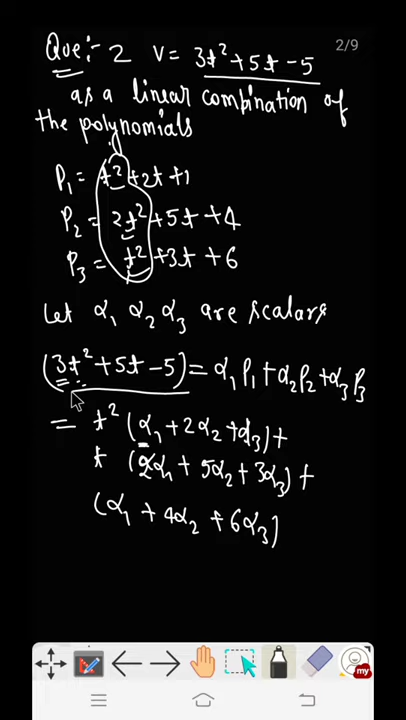 Que:- 2 V = 3t² + 5t - 5
2/9
as a linear combination of
the polynomials
P₁ = t² + 2t + 1
P₂ = 2t² + 5t + 4
P₃ = t² + 3t + 6
Let α₁ α₂ α₃ are scalars
(3t² + 5t - 5) = α₁P₁ + α₂P₂ + α₃P₃
= t² (α₁ + 2α₂ + α₃) +
t (2α₁ + 5α₂ + 3α₃) +
(α₁ + 4α₂ + 6α₃)
my